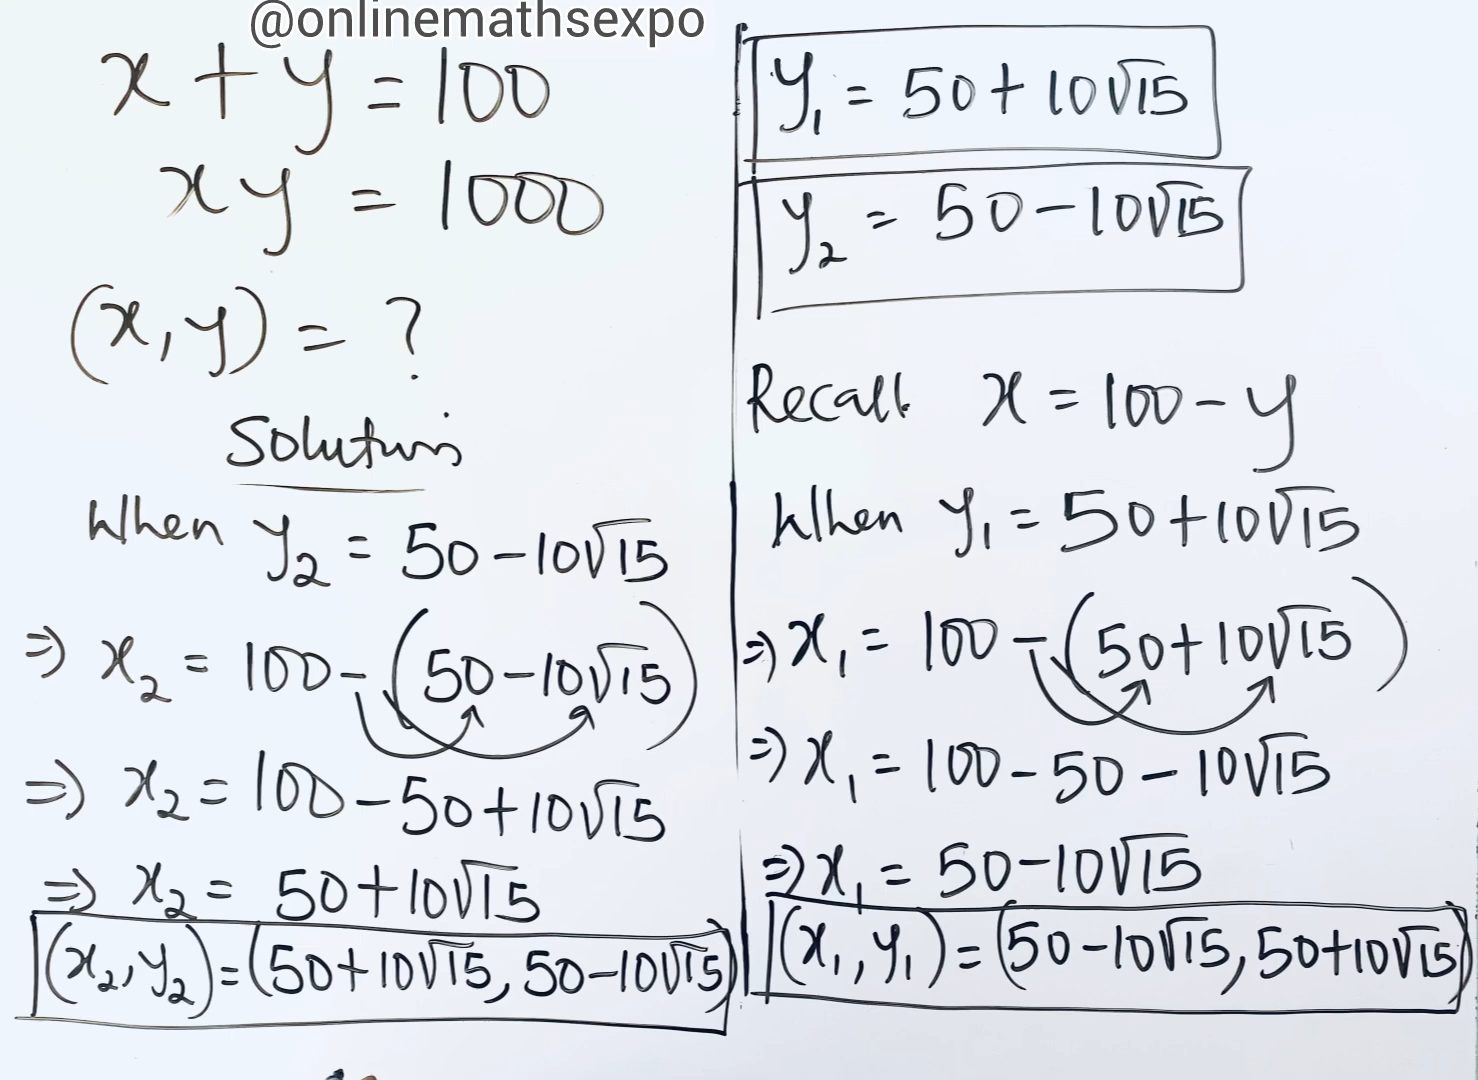 @onlinemathsexpo
x + y = 100
xy = 1000
(x, y) = ?
Solution
When y₂ = 50 - 10√15
⇒ x₂ = 100 - (50 - 10√15)
⇒ x₂ = 100 - 50 + 10√15
⇒ x₂ = 50 + 10√15
(x₂, y₂) = (50 + 10√15, 50 - 10√15)
y₁ = 50 + 10√15
y₂ = 50 - 10√15
Recall x = 100 - y
When y₁ = 50 + 10√15
⇒ x₁ = 100 - (50 + 10√15)
⇒ x₁ = 100 - 50 - 10√15
⇒ x₁ = 50 - 10√15
(x₁, y₁) = (50 - 10√15, 50 + 10√15)